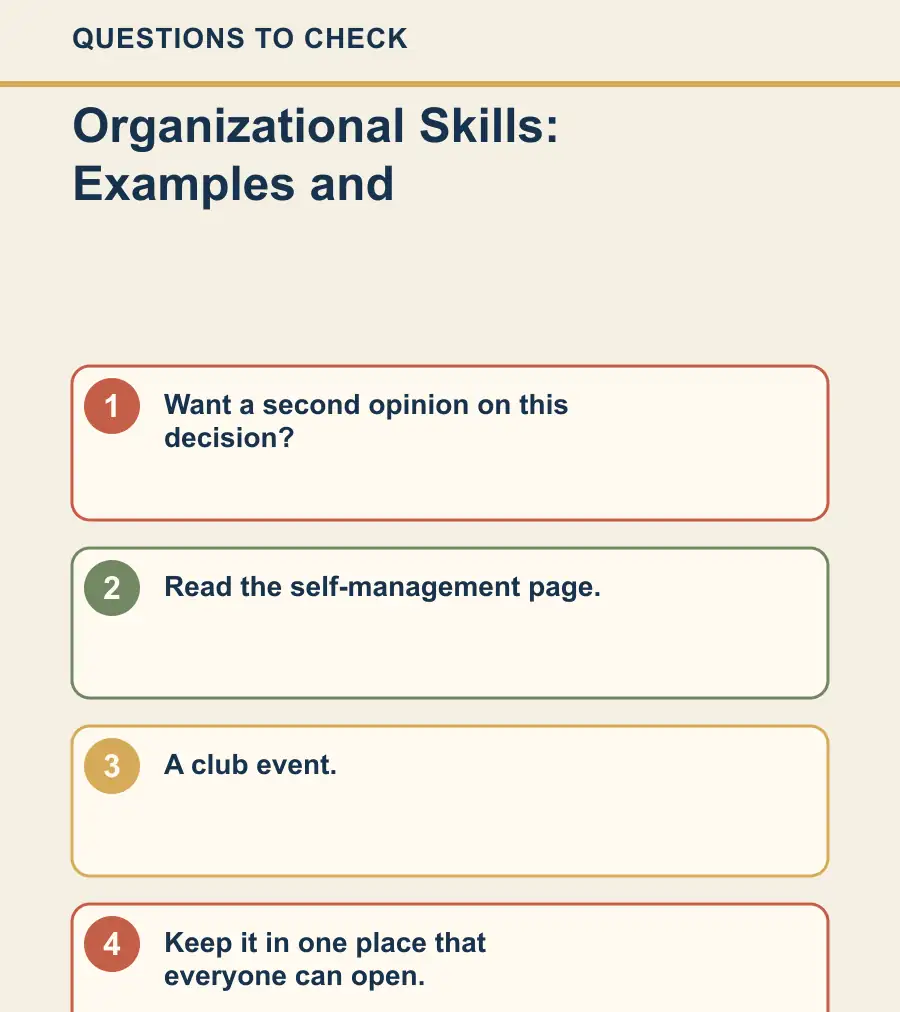 QUESTIONS TO CHECK
Organizational Skills:
Examples and
1
Want a second opinion on this
decision?
2
Read the self-management page.
3
A club event.
4
Keep it in one place that
everyone can open.